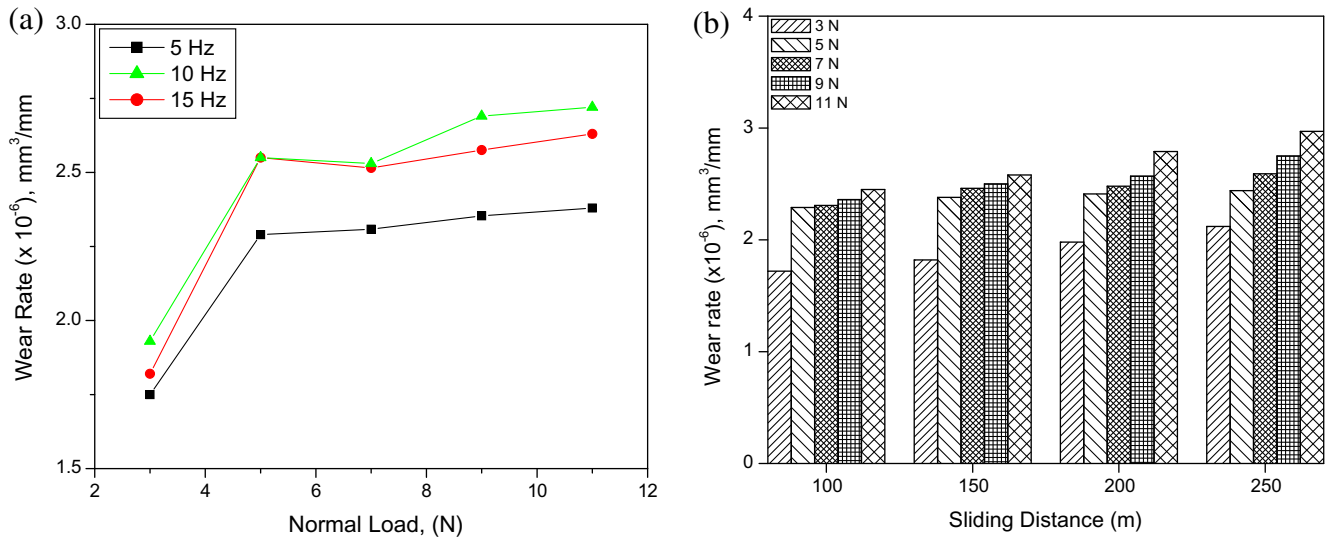 (a)
3.0
2.5
2.0
1.5
Wear Rate (x 10-6), mm3/mm
5 Hz
10 Hz
15 Hz
2 4 6 8 10 12
Normal Load, (N)
(b)
4
3
2
1
0
Wear rate (x10-6), mm3/mm
3 N
5 N
7 N
9 N
11 N
100 150 200 250
Sliding Distance (m)